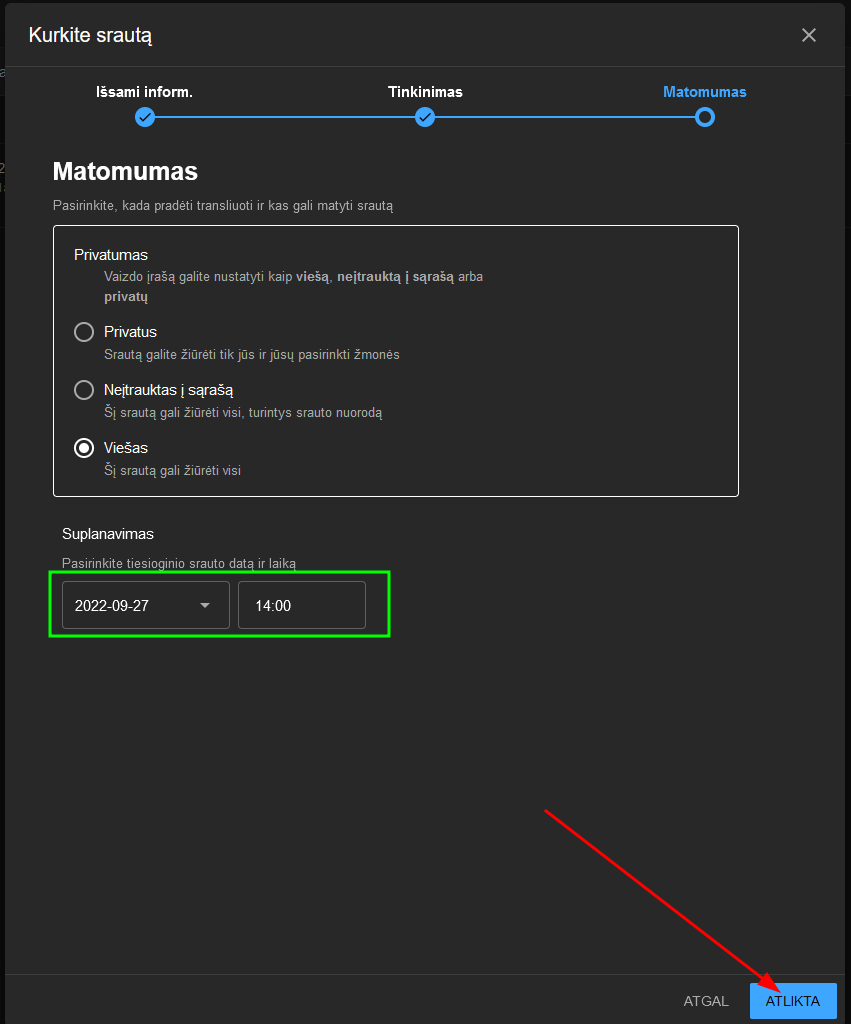 Kurkite srautą
Išsami inform.
Tinkinimas
Matomumas
Matomumas
Pasirinkite, kada pradėti transliuoti ir kas gali matyti srautą
Privatumas
Vaizdo įrašą galite nustatyti kaip viešą, neįtrauktą į sąrašą arba
privatų
Privatus
Srautą galite žiūrėti tik jūs ir jūsų pasirinkti žmonės
Neįtrauktas į sąrašą
Šį srautą gali žiūrėti visi, turintys srauto nuorodą
Viešas
Šį srautą gali žiūrėti visi
Suplanavimas
Pasirinkite tiesioginio srauto datą ir laiką
2022-09-27
14:00
ATGAL
ATLIKTA